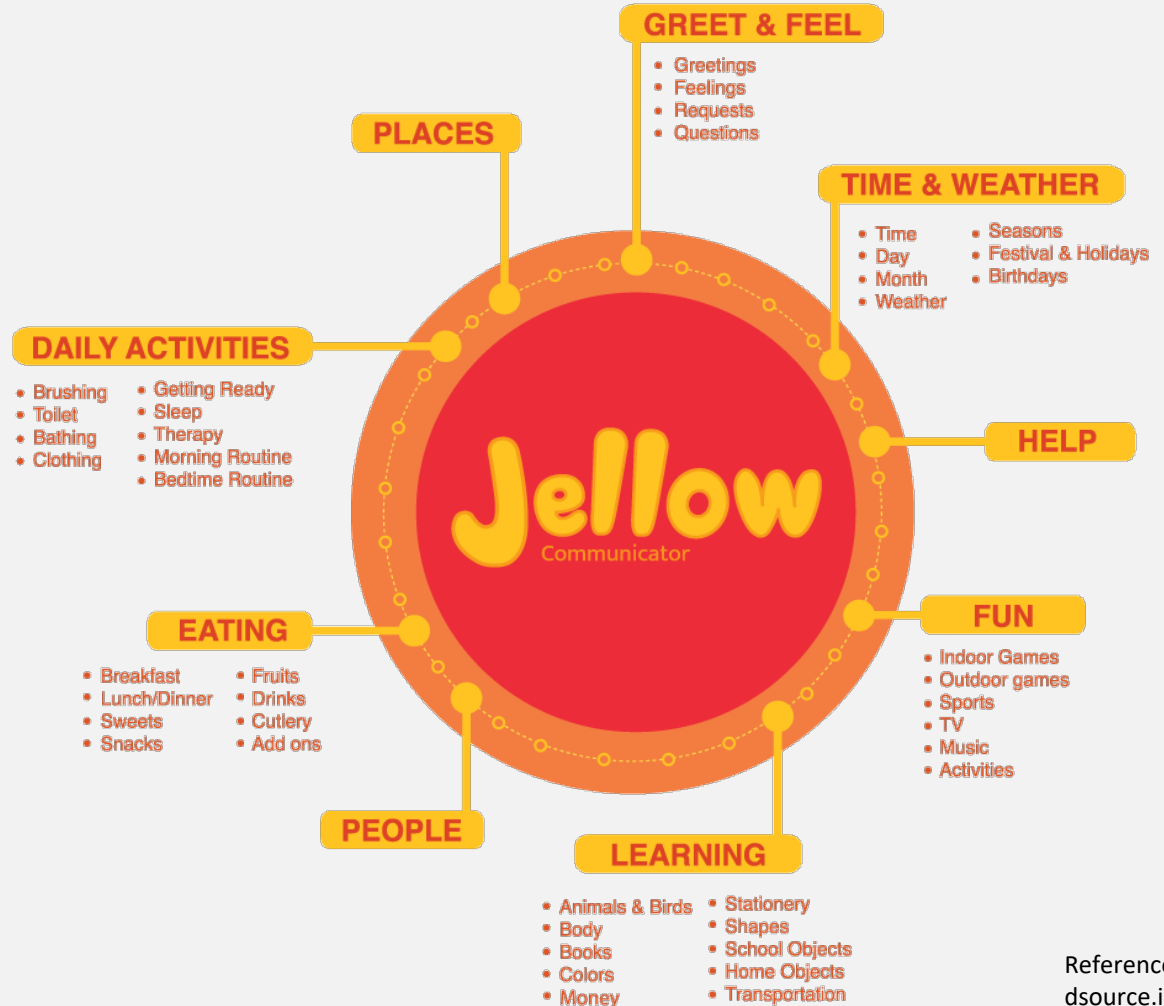 GREET & FEEL
• Greetings
• Feelings
• Requests
• Questions
PLACES
TIME & WEATHER
• Time
• Day
• Month
• Weather
• Seasons
• Festival & Holidays
• Birthdays
DAILY ACTIVITIES
• Brushing
• Toilet
• Bathing
• Clothing
• Getting Ready
• Sleep
• Therapy
• Morning Routine
• Bedtime Routine
HELP
Jellow
Communicator
EATING
• Breakfast
• Lunch/Dinner
• Sweets
• Snacks
• Fruits
• Drinks
• Cutlery
• Add ons
FUN
• Indoor Games
• Outdoor games
• Sports
• TV
• Music
• Activities
PEOPLE
LEARNING
• Animals & Birds
• Body
• Books
• Colors
• Money
• Stationery
• Shapes
• School Objects
• Home Objects
• Transportation
Reference
dsource.i